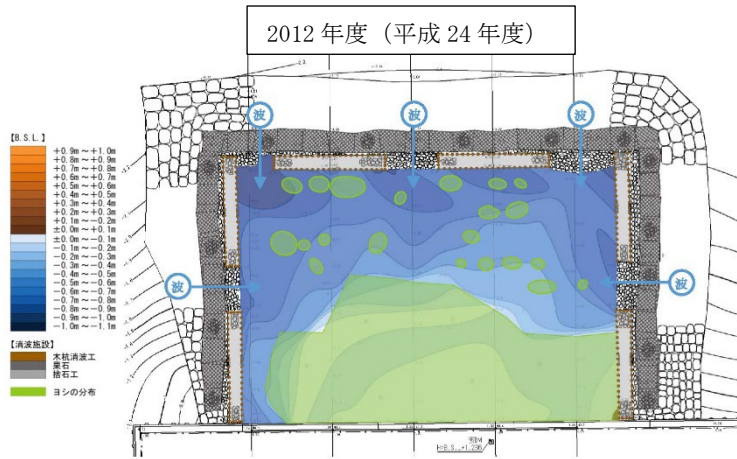 2012 年度（平成 24 年度）
波
波
波
波
波
【B.S.L.】
+0.9m～+1.0m
+0.8m～+0.9m
+0.7m～+0.8m
+0.6m～+0.7m
+0.5m～+0.6m
+0.4m～+0.5m
+0.3m～+0.4m
+0.2m～+0.3m
+0.1m～-0.2m
±0.0m～+0.1m
±0.0m～-0.1m
-0.1m～-0.2m
-0.2m～-0.3m
-0.3m～-0.4m
-0.4m～-0.5m
-0.5m～-0.6m
-0.6m～-0.7m
-0.7m～-0.8m
-0.8m～-0.9m
-0.9m～-1.0m
-1.0m～-1.1m
【消波施設】
木杭消波工
栗石
捨石工
ヨシの分布
H=B.S.L.+1.286